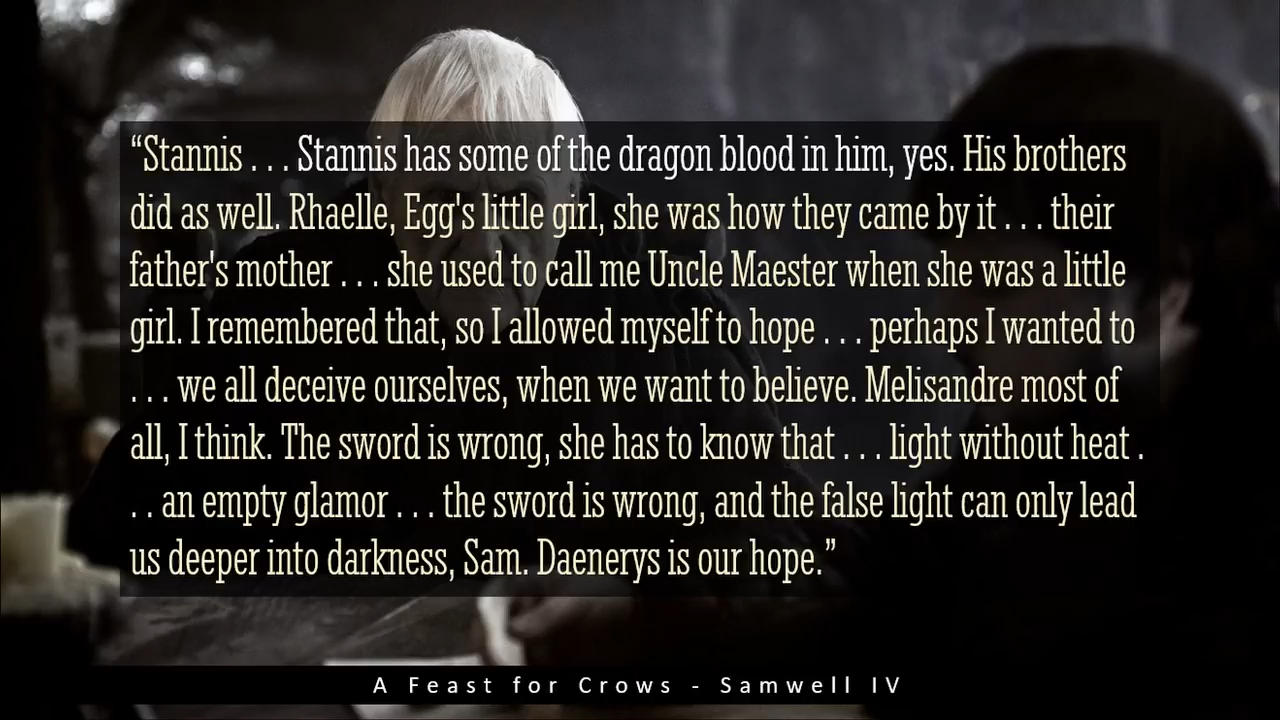 “Stannis . . . Stannis has some of the dragon blood in him, yes. His brothers
did as well. Rhaelle, Egg's little girl, she was how they came by it . . . their
father's mother . . . she used to call me Uncle Maester when she was a little
girl. I remembered that, so I allowed myself to hope . . . perhaps I wanted to
. . . we all deceive ourselves, when we want to believe. Melisandre most of
all, I think. The sword is wrong, she has to know that . . . light without heat .
. . an empty glamor . . . the sword is wrong, and the false light can only lead
us deeper into darkness, Sam. Daenerys is our hope.”
A Feast for Crows - Samwell IV